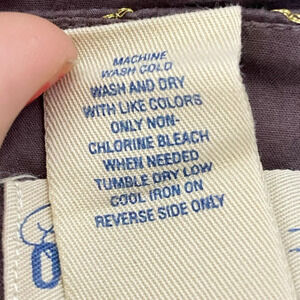 MACHINE
WASH COLD
WASH AND DRY
WITH LIKE COLORS
ONLY NON-
CHLORINE BLEACH
WHEN NEEDED
TUMBLE DRY LOW
COOL IRON ON
REVERSE SIDE ONLY